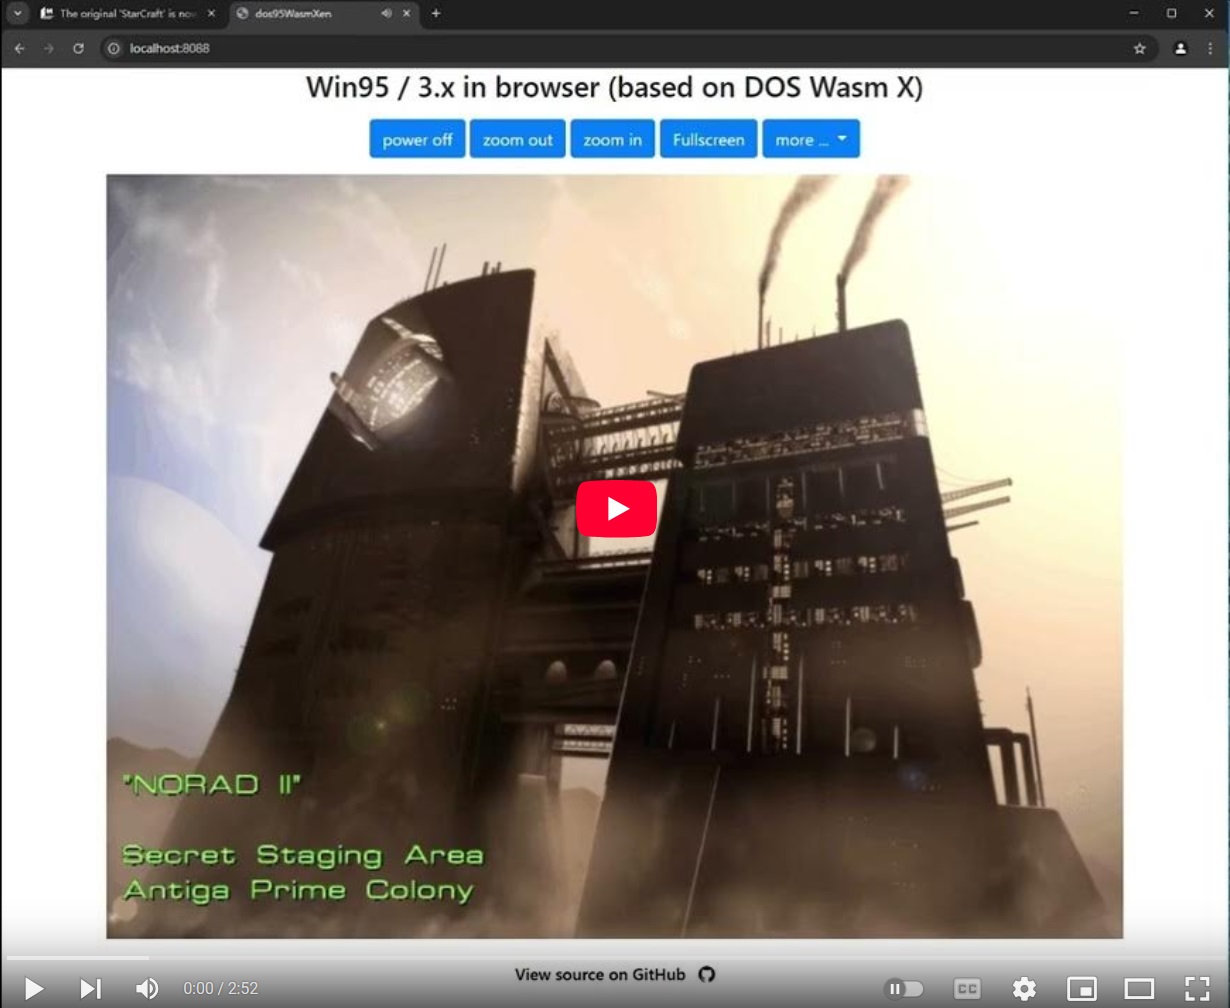 The original 'StarCraft' is now
dos95WasmXen
localhost:8088
Win95 / 3.x in browser (based on DOS Wasm X)
power off
zoom out
zoom in
Fullscreen
more ...
"NORAD II"
Secret Staging Area
Antiga Prime Colony
View source on GitHub
0:00 / 2:52
CC